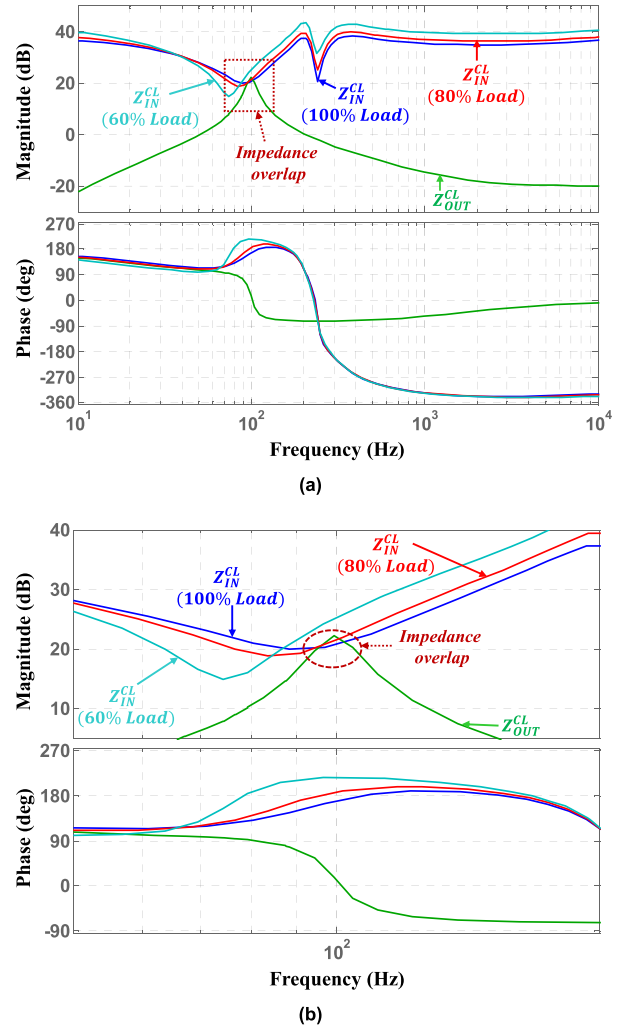 40
20
0
-20
Magnitude (dB)
Z_IN^CL
(60% Load)
Z_IN^CL
(100% Load)
Z_IN^CL
(80% Load)
Impedance
overlap
Z_OUT^CL
270
180
90
0
-90
-180
-270
-360
Phase (deg)
10^1
10^2
10^3
10^4
Frequency (Hz)
(a)
40
30
20
10
Magnitude (dB)
Z_IN^CL
(100% Load)
Z_IN^CL
(80% Load)
Z_IN^CL
(60% Load)
Impedance
overlap
Z_OUT^CL
270
180
90
0
-90
Phase (deg)
10^2
Frequency (Hz)
(b)